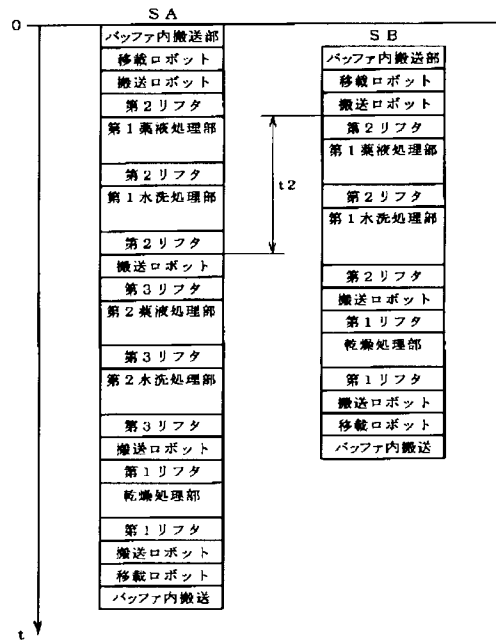 SA
0
バッファ内搬送部
移載ロボット
搬送ロボット
第2リフタ
第1薬液処理部
第2リフタ
第1水洗処理部
第2リフタ
搬送ロボット
第3リフタ
第2薬液処理部
第3リフタ
第2水洗処理部
第3リフタ
搬送ロボット
第1リフタ
乾燥処理部
第1リフタ
搬送ロボット
移載ロボット
バッファ内搬送
t
t2
SB
バッファ内搬送部
移載ロボット
搬送ロボット
第2リフタ
第1薬液処理部
第2リフタ
第1水洗処理部
第2リフタ
搬送ロボット
第1リフタ
乾燥処理部
第1リフタ
搬送ロボット
移載ロボット
バッファ内搬送